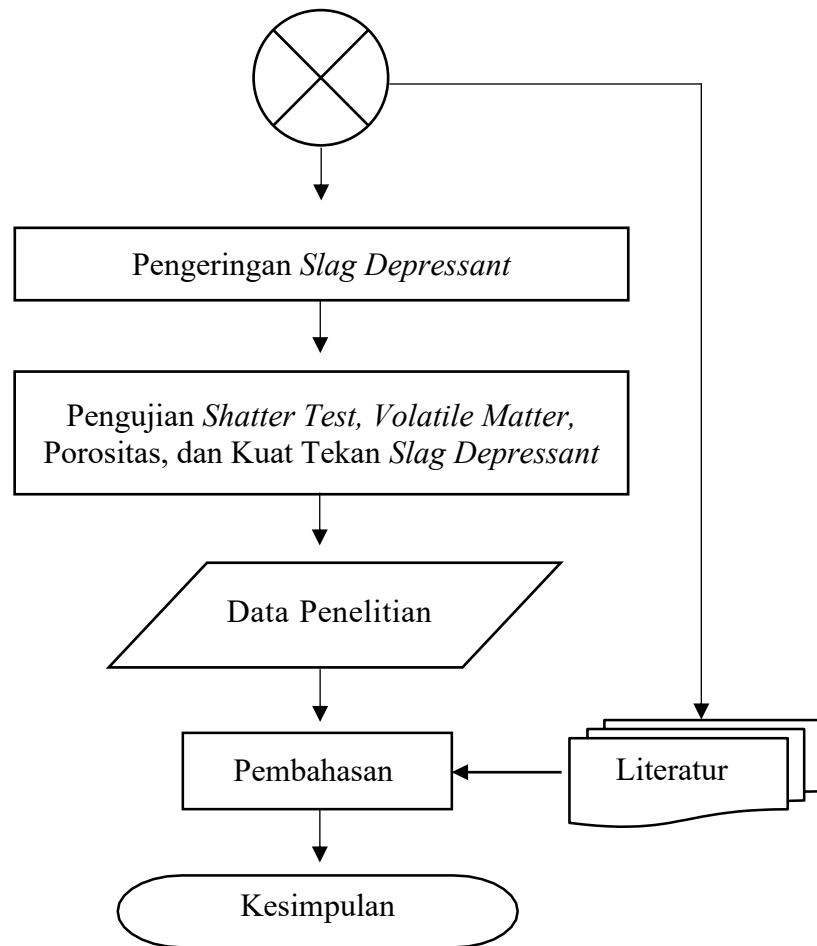 Pengeringan Slag Depressant
Pengujian Shatter Test, Volatile Matter,
Porositas, dan Kuat Tekan Slag Depressant
Data Penelitian
Pembahasan
Literatur
Kesimpulan